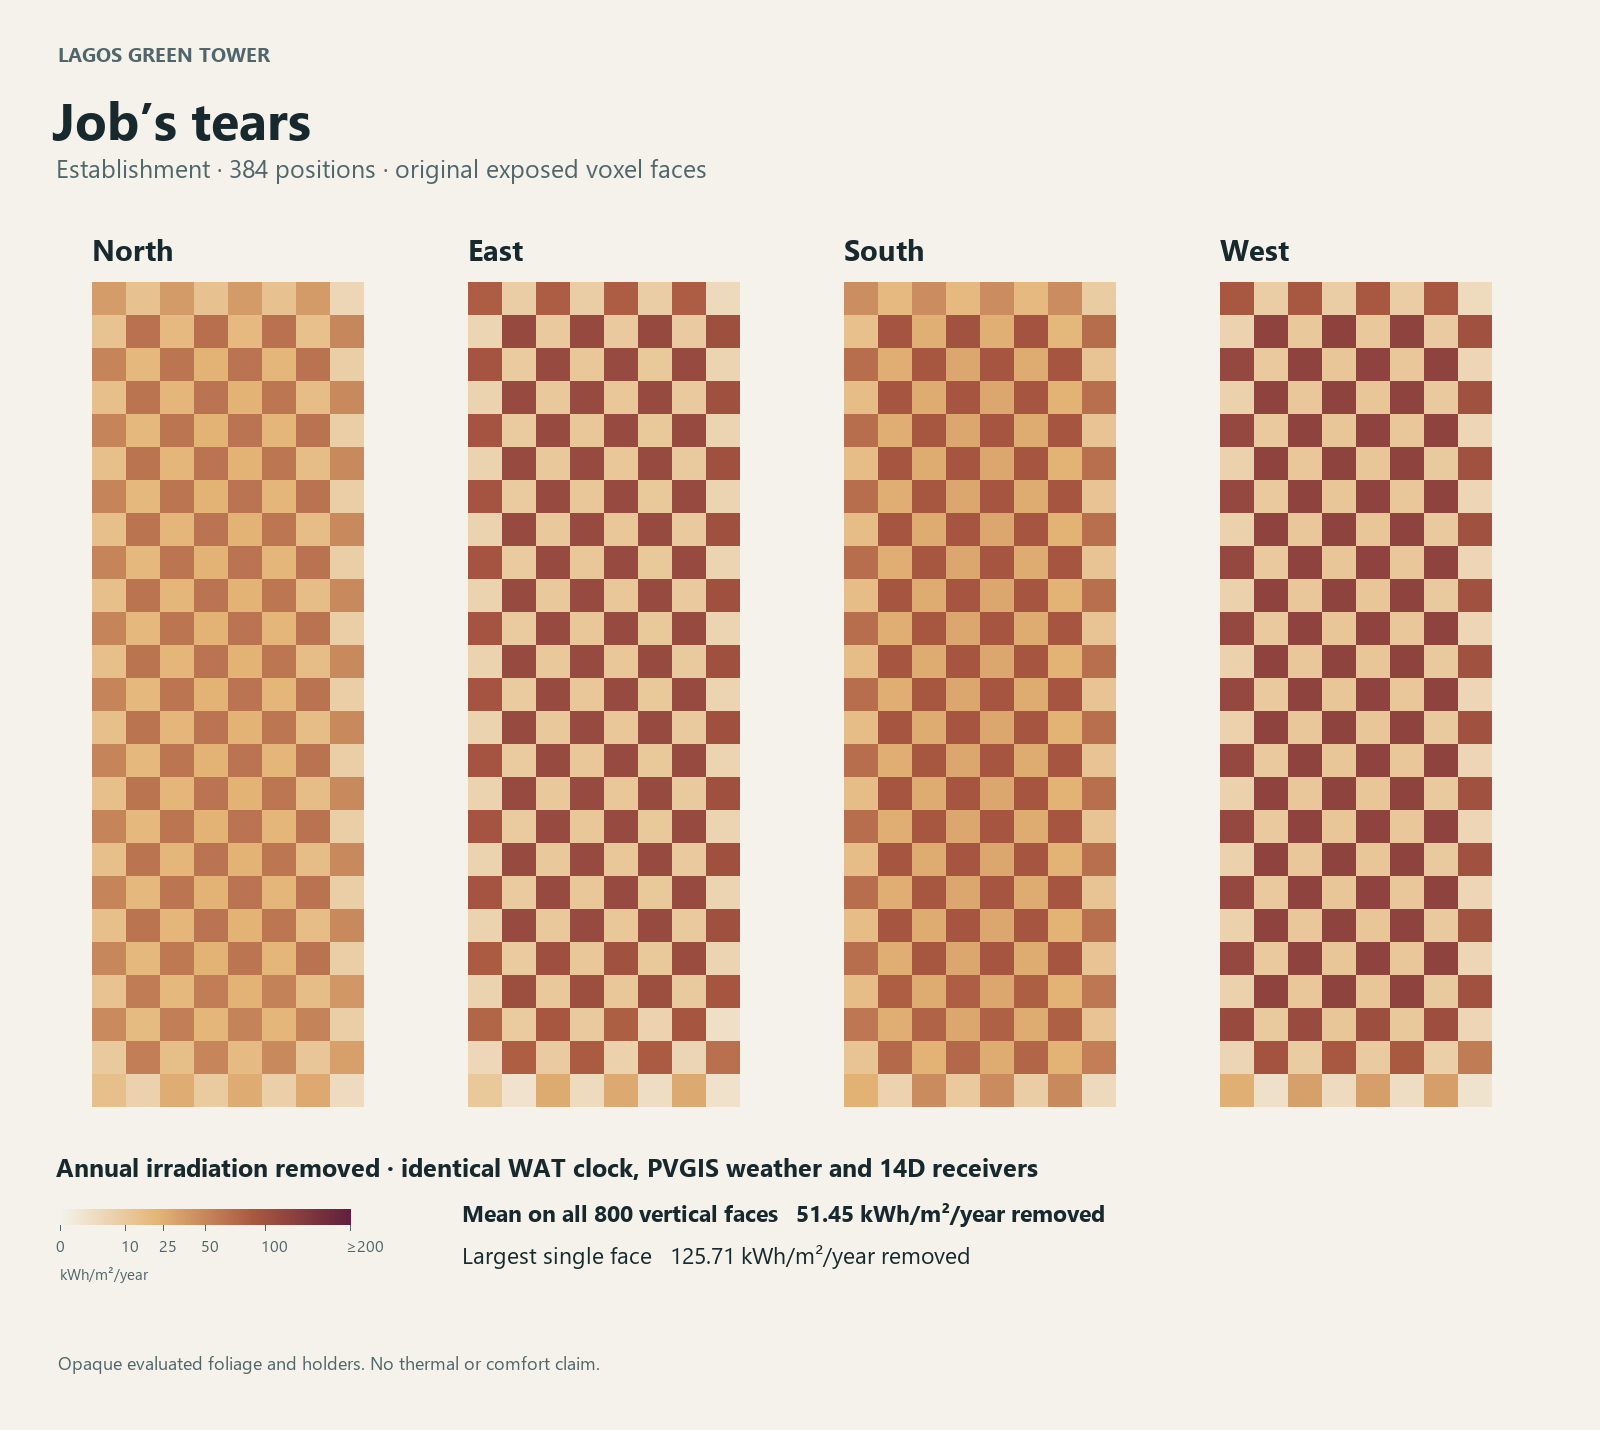 LAGOS GREEN TOWER
Job’s tears
Establishment · 384 positions · original exposed voxel faces
North East South West
Annual irradiation removed · identical WAT clock, PVGIS weather and 14D receivers
Mean on all 800 vertical faces 51.45 kWh/m²/year removed
0 10 25 50 100 ≥200
Largest single face 125.71 kWh/m²/year removed
kWh/m²/year
Opaque evaluated foliage and holders. No thermal or comfort claim.